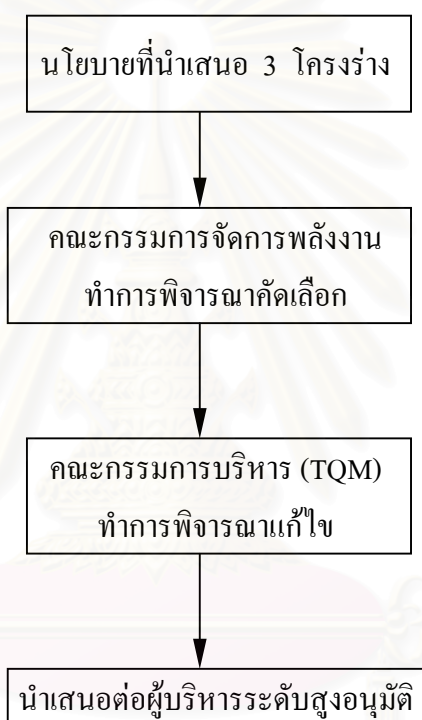 นโยบายที่นำเสนอ 3 โครงร่าง
คณะกรรมการจัดการพลังงาน
ทำการพิจารณาคัดเลือก
คณะกรรมการบริหาร (TQM)
ทำการพิจารณาแก้ไข
นำเสนอต่อผู้บริหารระดับสูงอนุมัติ